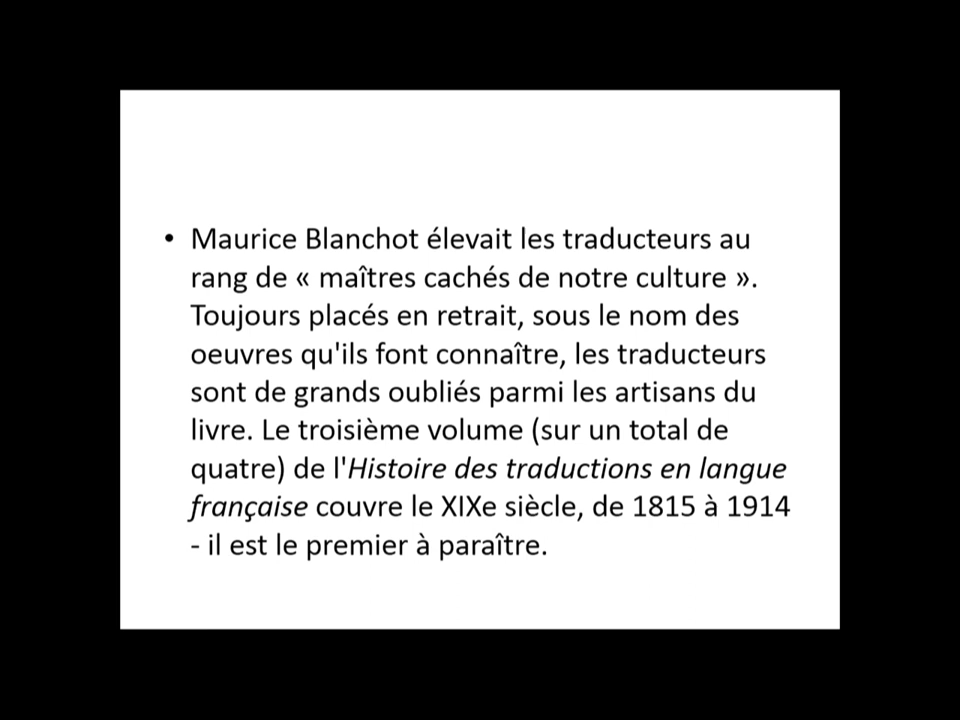 • Maurice Blanchot élevait les traducteurs au
rang de « maîtres cachés de notre culture ».
Toujours placés en retrait, sous le nom des
oeuvres qu'ils font connaître, les traducteurs
sont de grands oubliés parmi les artisans du
livre. Le troisième volume (sur un total de
quatre) de l'Histoire des traductions en langue
française couvre le XIXe siècle, de 1815 à 1914
- il est le premier à paraître.